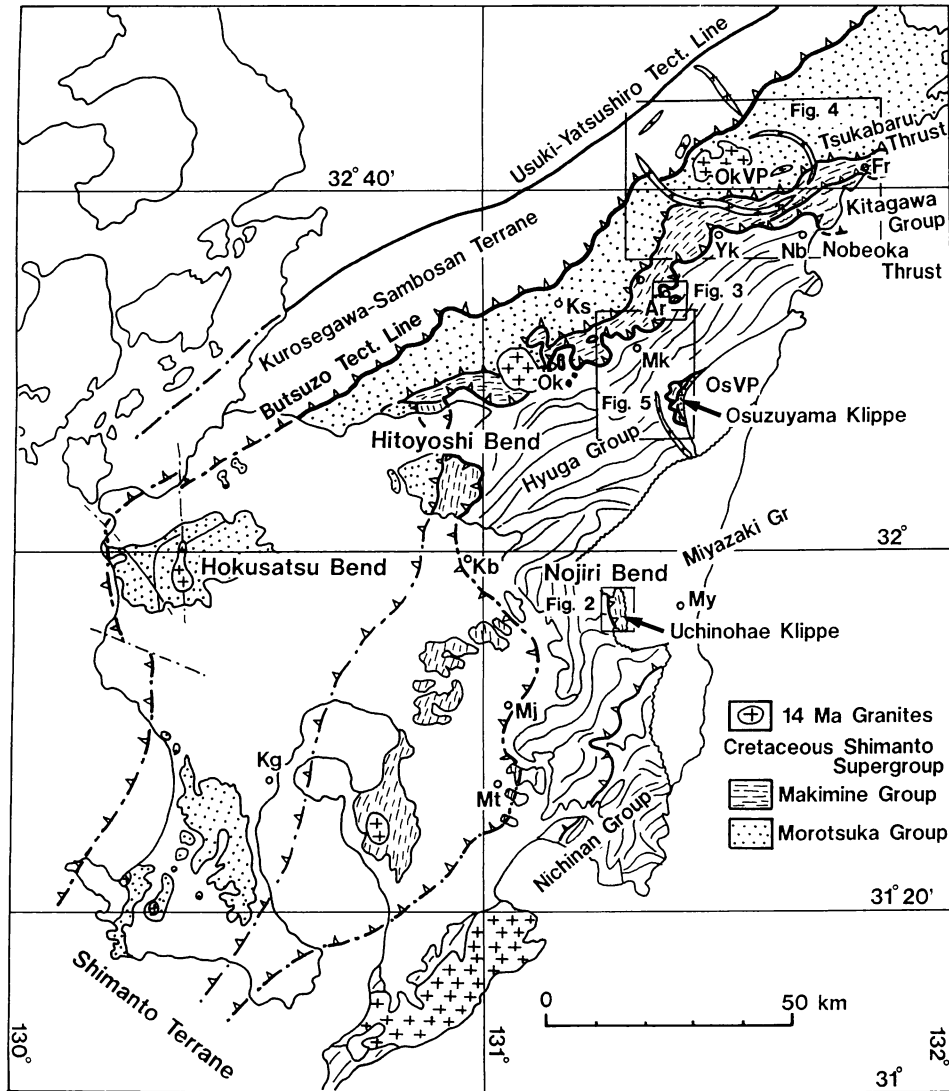 Usuki-Yatsushiro Tect. Line
Fig. 4
Tsukabaru
Thrust
32° 40'
OkVP
Fr
Kitagawa
Group
Kurosegawa-Sambosan Terrane
Yk
Nb
Nobeoka
Thrust
Butsuzo Tect. Line
Ks
Ar
Fig. 3
Mk
Ok
OsVP
Fig. 5
Osuzuyama Klippe
Hitoyoshi Bend
Hyuga Group
Miyazaki Gr
32°
Hokusatsu Bend
Kb
Nojiri Bend
Fig. 2
My
Uchinohae Klippe
Mj
14 Ma Granites
Cretaceous Shimanto
Supergroup
Kg
Mt
Makimine Group
Nichinan Group
Morotsuka Group
31° 20'
Shimanto Terrane
0
50 km
130°
131°
132°
31°